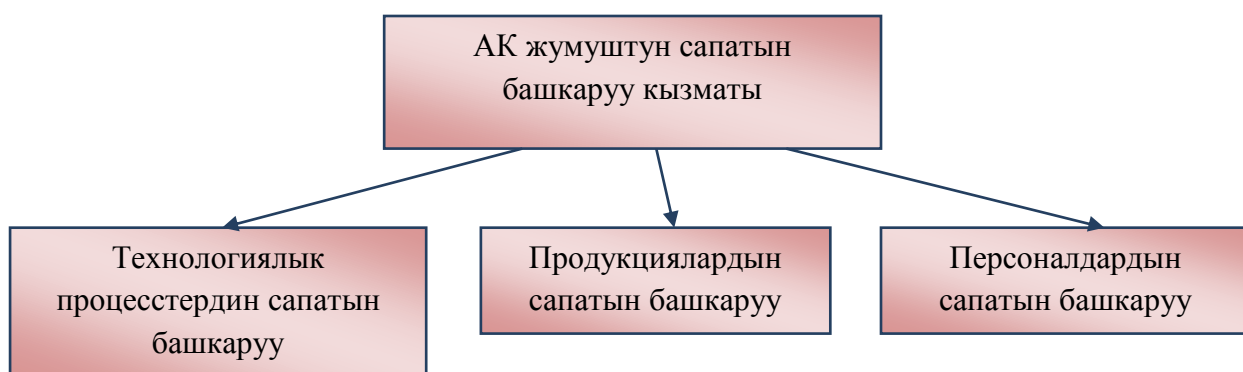 АК жумуштун сапатын
башкаруу кызматы
Технологиялык
процесстердин сапатын
башкаруу
Продукциялардын
сапатын башкаруу
Персоналдардын
сапатын башкаруу